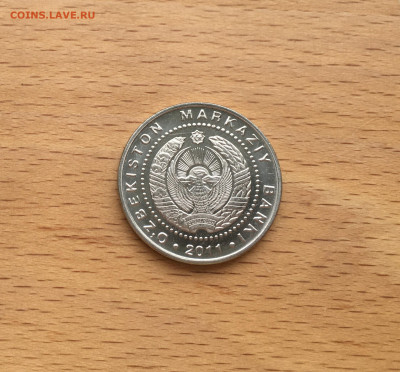 COINS.LAVE.RU
O'ZBEKISTON MARKAZIY BANKI
• 2011 •